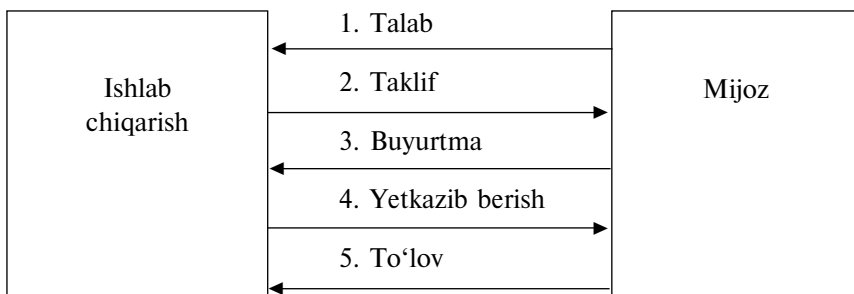 1. Talab
Ishlab
chiqarish
2. Taklif
Mijoz
3. Buyurtma
4. Yetkazib berish
5. To‘lov